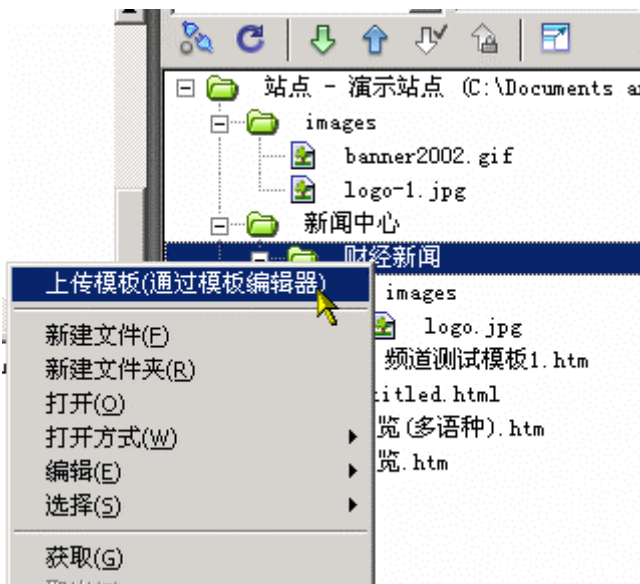 站点 - 演示站点 (C:\Documents a
images
banner2002.gif
logo-1.jpg
新闻中心
财经新闻
上传模板(通过模板编辑器)
images
新建文件(F)
logo.jpg
新建文件夹(R)
频道测试模板1.htm
打开(O)
itled.html
打开方式(W)
览(多语种).htm
编辑(E)
览.htm
选择(S)
获取(G)